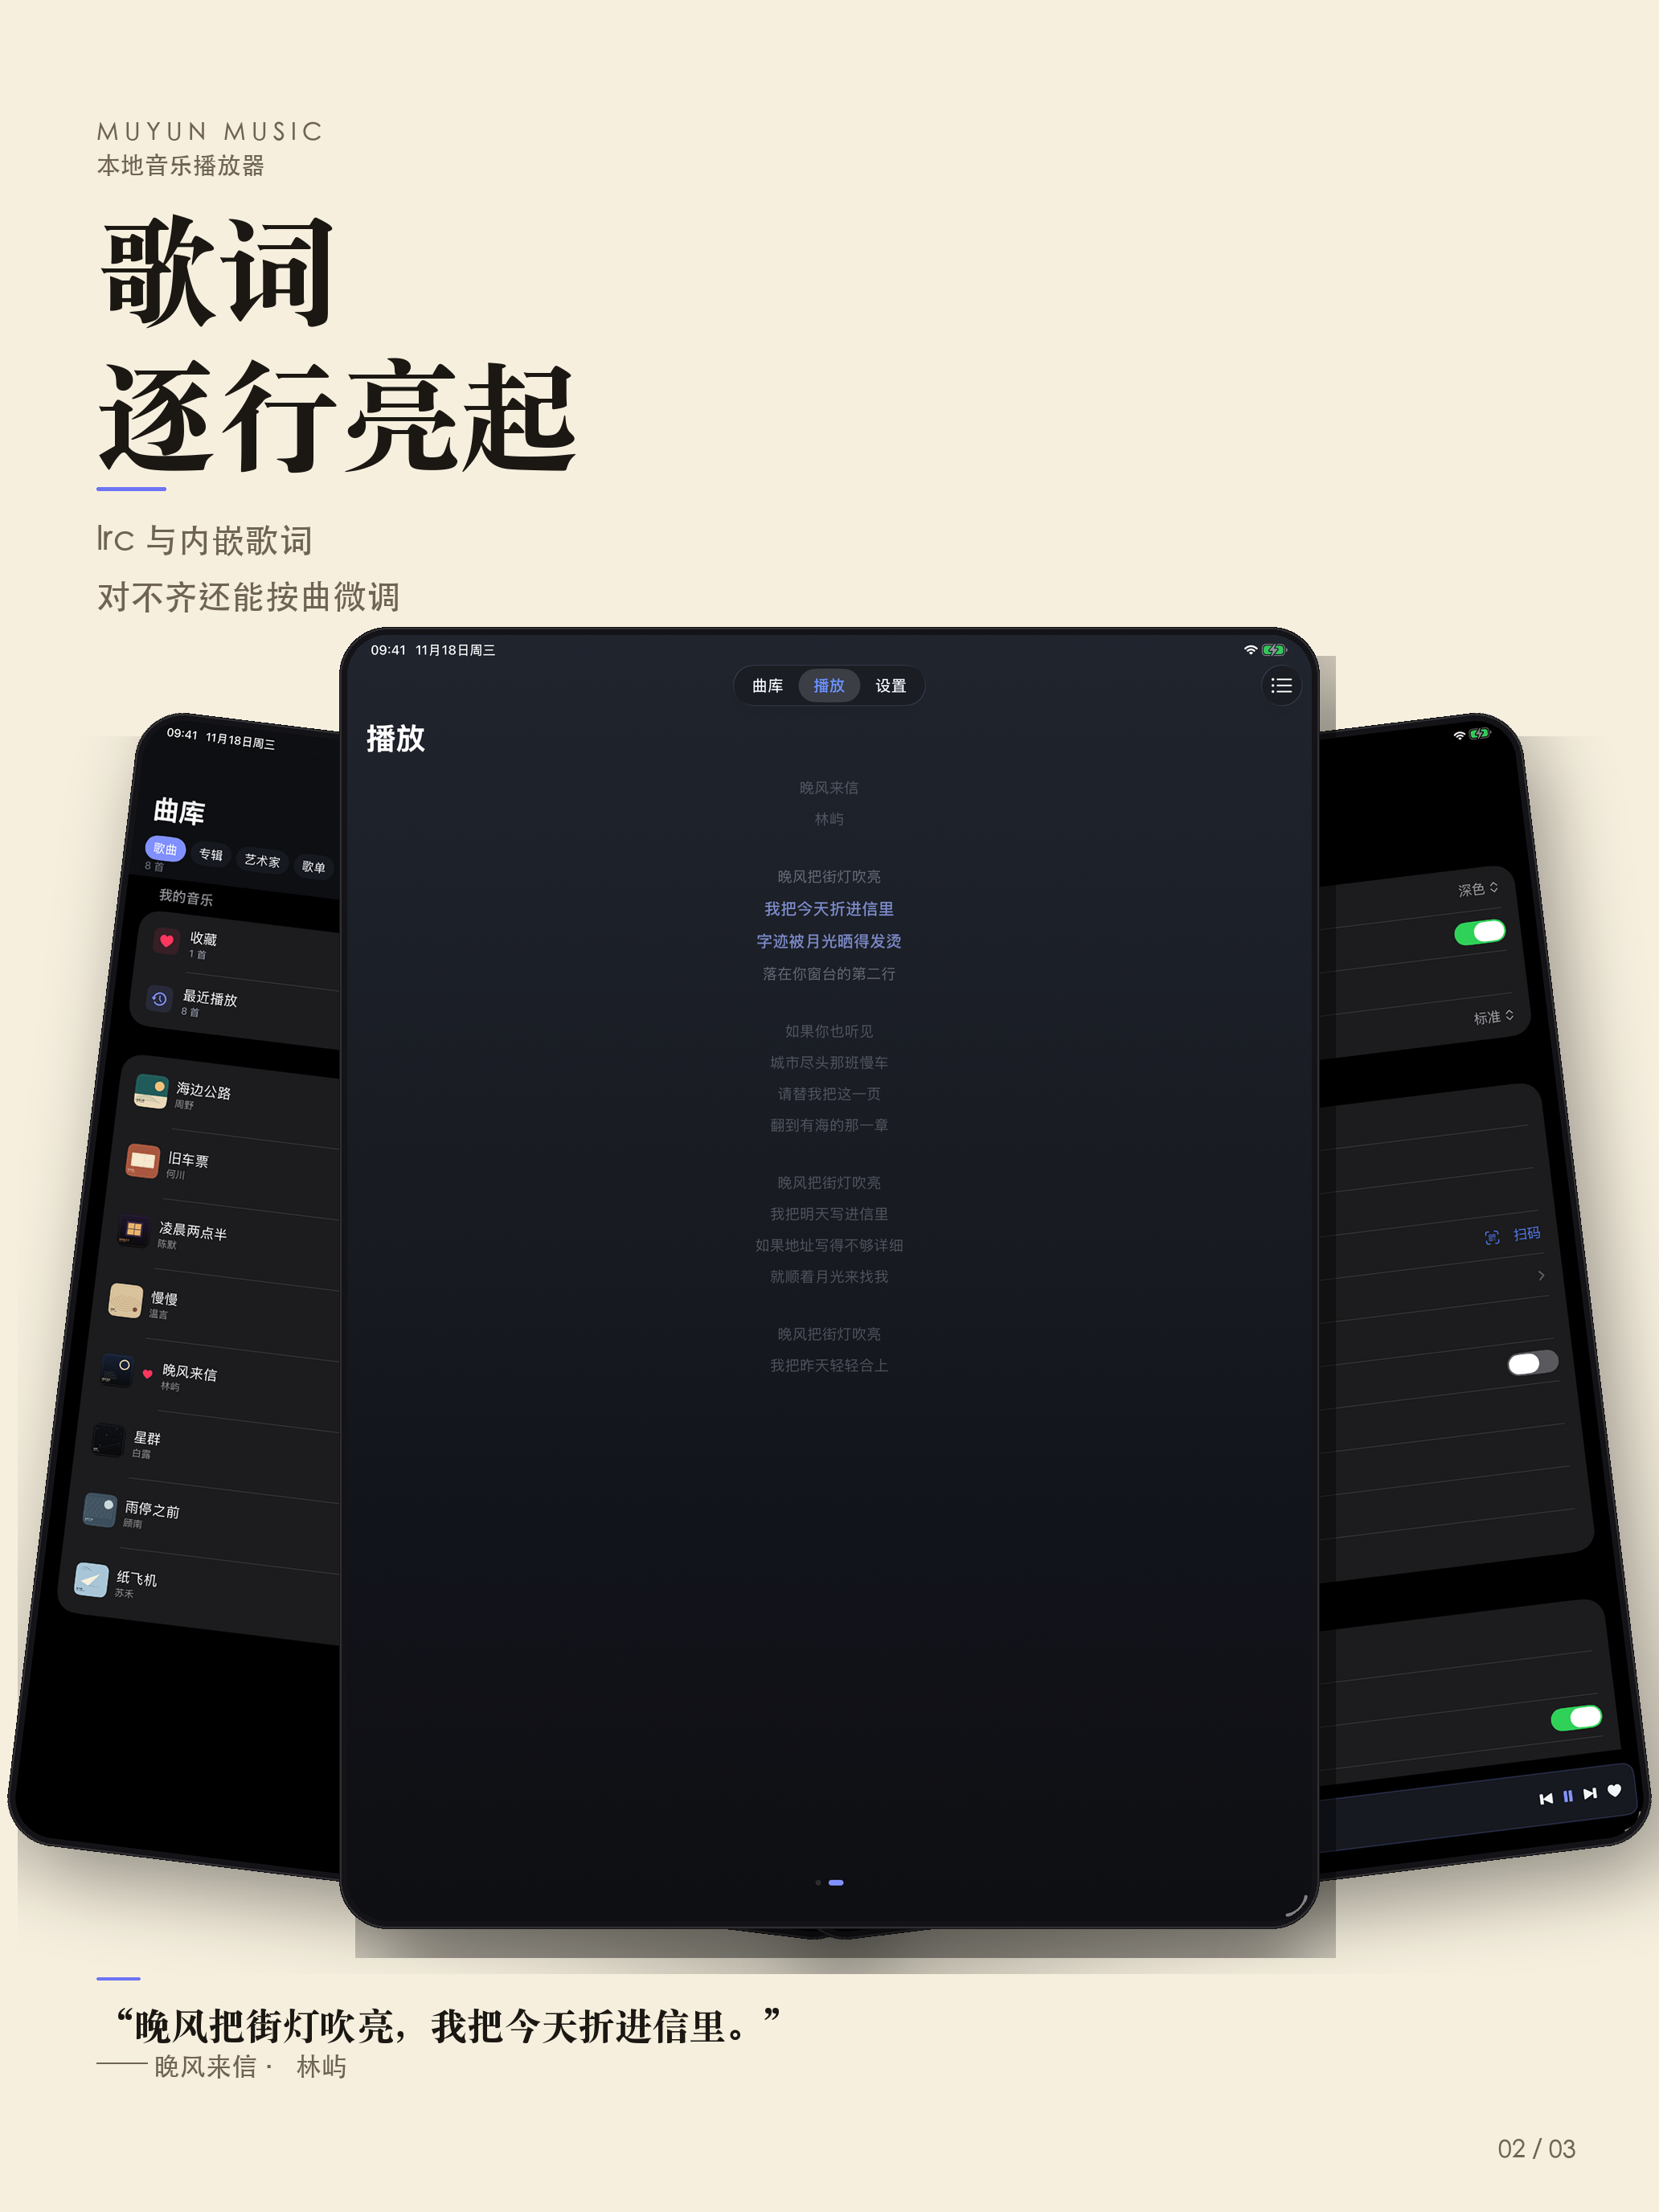 MUYUN MUSIC
本地音乐播放器
歌词
逐行亮起
lrc 与内嵌歌词
对不齐还能按曲微调
09:41 11月18日周三
曲库
歌曲 专辑 艺术家 歌单
8 首
我的音乐
收藏
1 首
最近播放
8 首
海边公路
周野
旧车票
何川
凌晨两点半
陈默
慢慢
温言
晚风来信
林屿
星群
白露
雨停之前
顾南
纸飞机
苏禾
09:41 11月18日周三
曲库 播放 设置
播放
晚风来信
林屿
晚风把街灯吹亮
我把今天折进信里
字迹被月光晒得发烫
落在你窗台的第二行
如果你也听见
城市尽头那班慢车
请替我把这一页
翻到有海的那一章
晚风把街灯吹亮
我把明天写进信里
如果地址写得不够详细
就顺着月光来找我
晚风把街灯吹亮
我把昨天轻轻合上
深色
标准
扫码
“晚风把街灯吹亮，我把今天折进信里。”
—— 晚风来信 · 林屿
02 / 03